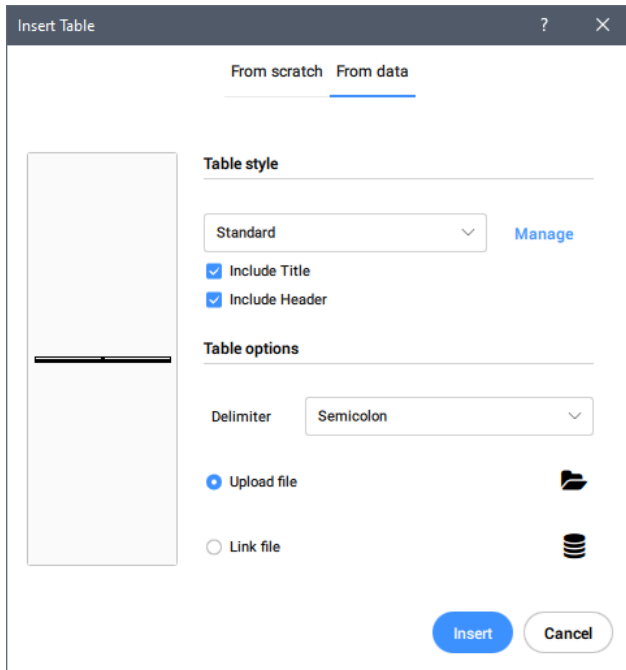 Insert Table ?
From scratch From data
Table style
Standard Manage
Include Title
Include Header
Table options
Delimiter Semicolon
Upload file
Link file
Insert Cancel